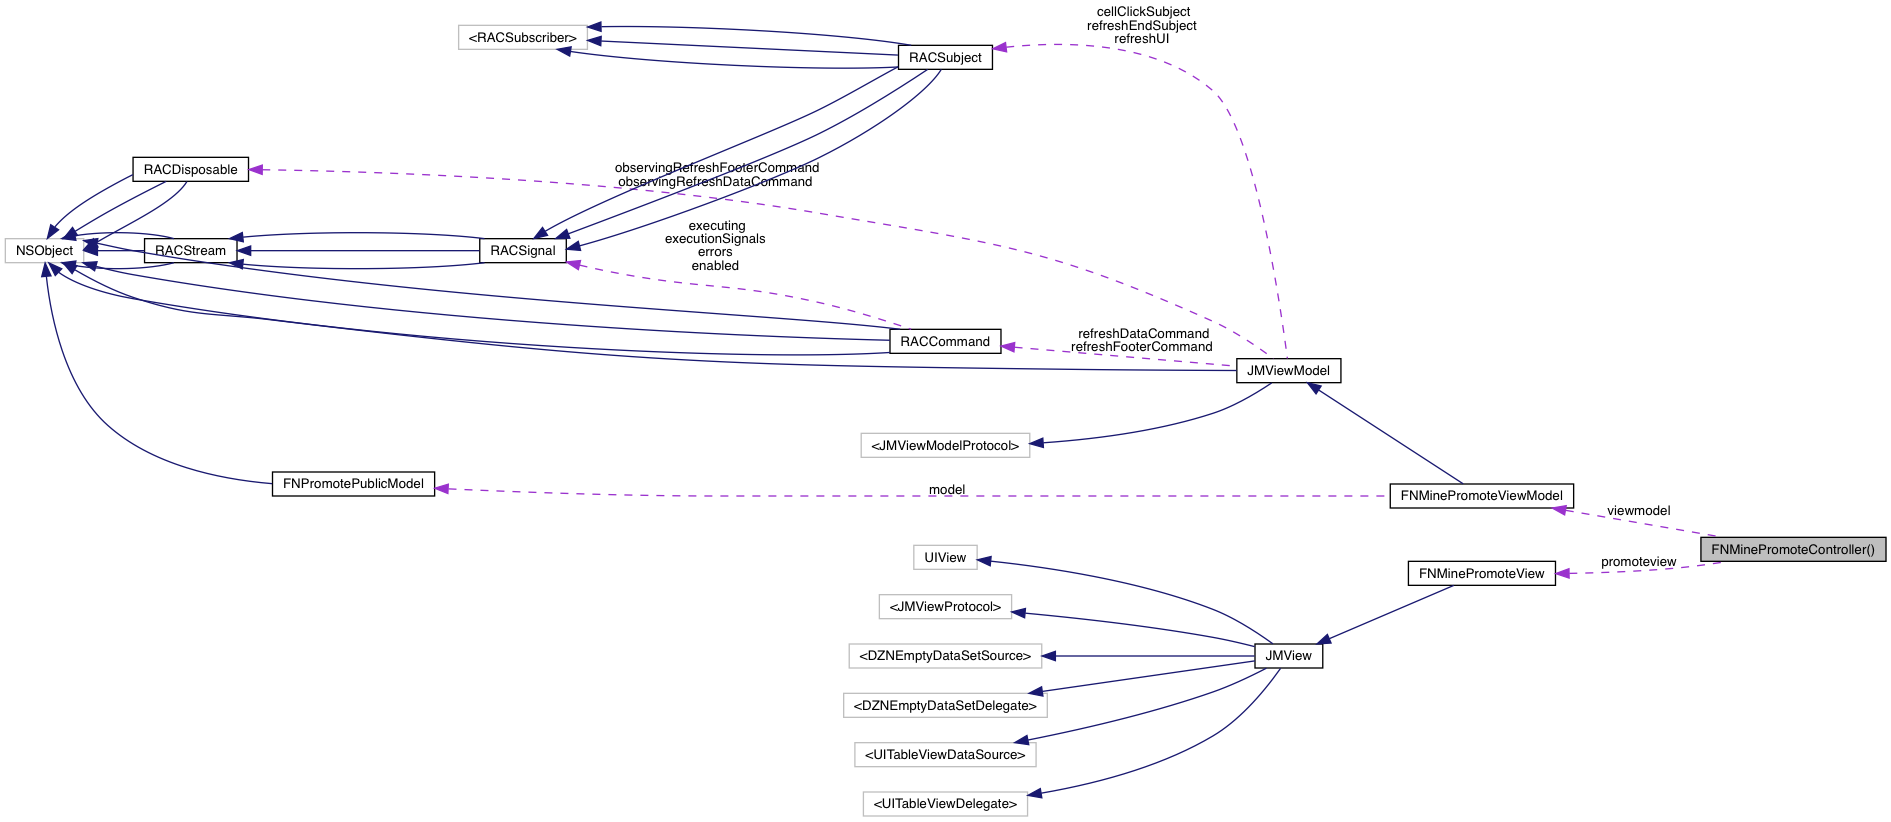 cellClickSubject
refreshEndSubject
refreshUI
<RACSubscriber>
RACSubject
RACDisposable
observingRefreshFooterCommand
observingRefreshDataCommand
executing
executionSignals
errors
enabled
NSObject
RACStream
RACSignal
RACCommand
refreshDataCommand
refreshFooterCommand
JMViewModel
<JMViewModelProtocol>
FNPromotePublicModel
model
FNMinePromoteViewModel
viewmodel
FNMinePromoteController()
UIView
promoteview
FNMinePromoteView
<JMViewProtocol>
<DZNEmptyDataSetSource>
JMView
<DZNEmptyDataSetDelegate>
<UITableViewDataSource>
<UITableViewDelegate>